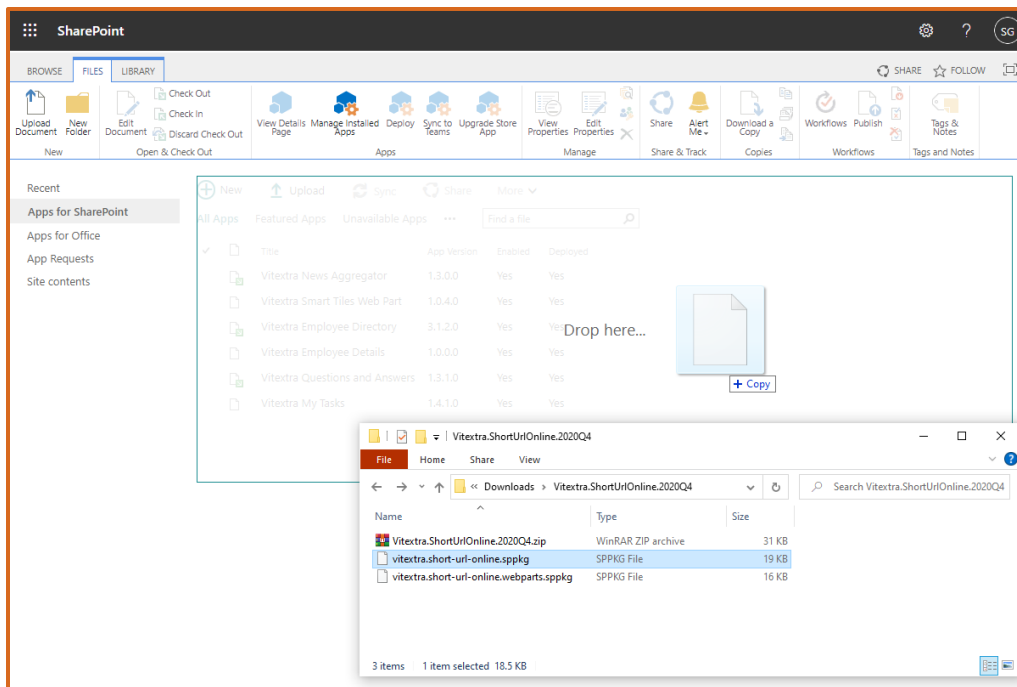 SharePoint
SG
BROWSE FILES LIBRARY SHARE FOLLOW
Upload Document
New Folder
New
Edit Document
Check Out
Check In
Discard Check Out
Open & Check Out
View Details Page
Manage Installed Apps
Deploy
Sync to Teams
Upgrade Store App
Apps
View Properties
Edit Properties
Manage
Share
Alert Me
Share & Track
Download a Copy
Copies
Workflows
Publish
Workflows
Tags & Notes
Tags and Notes
Recent
Apps for SharePoint
Apps for Office
App Requests
Site contents
New Upload Sync Share More
All Apps Featured Apps Unavailable Apps ... Find a file
Title App Version Enabled Deployed
Vitextra News Aggregator 1.3.0.0 Yes Yes
Vitextra Smart Tiles Web Part 1.0.4.0 Yes Yes
Vitextra Employee Directory 3.1.2.0 Yes Yes
Vitextra Employee Details 1.0.0.0 Yes Yes
Vitextra Questions and Answers 1.3.1.0 Yes Yes
Vitextra My Tasks 1.4.1.0 Yes Yes
Drop here...
+ Copy
Vitextra.ShortUrlOnline.2020Q4
File Home Share View
« Downloads › Vitextra.ShortUrlOnline.2020Q4 Search Vitextra.ShortUrlOnline.2020Q4
Name Type Size
Vitextra.ShortUrlOnline.2020Q4.zip WinRAR ZIP archive 31 KB
vitextra.short-url-online.sppkg SPPKG File 19 KB
vitextra.short-url-online.webparts.sppkg SPPKG File 16 KB
3 items 1 item selected 18.5 KB